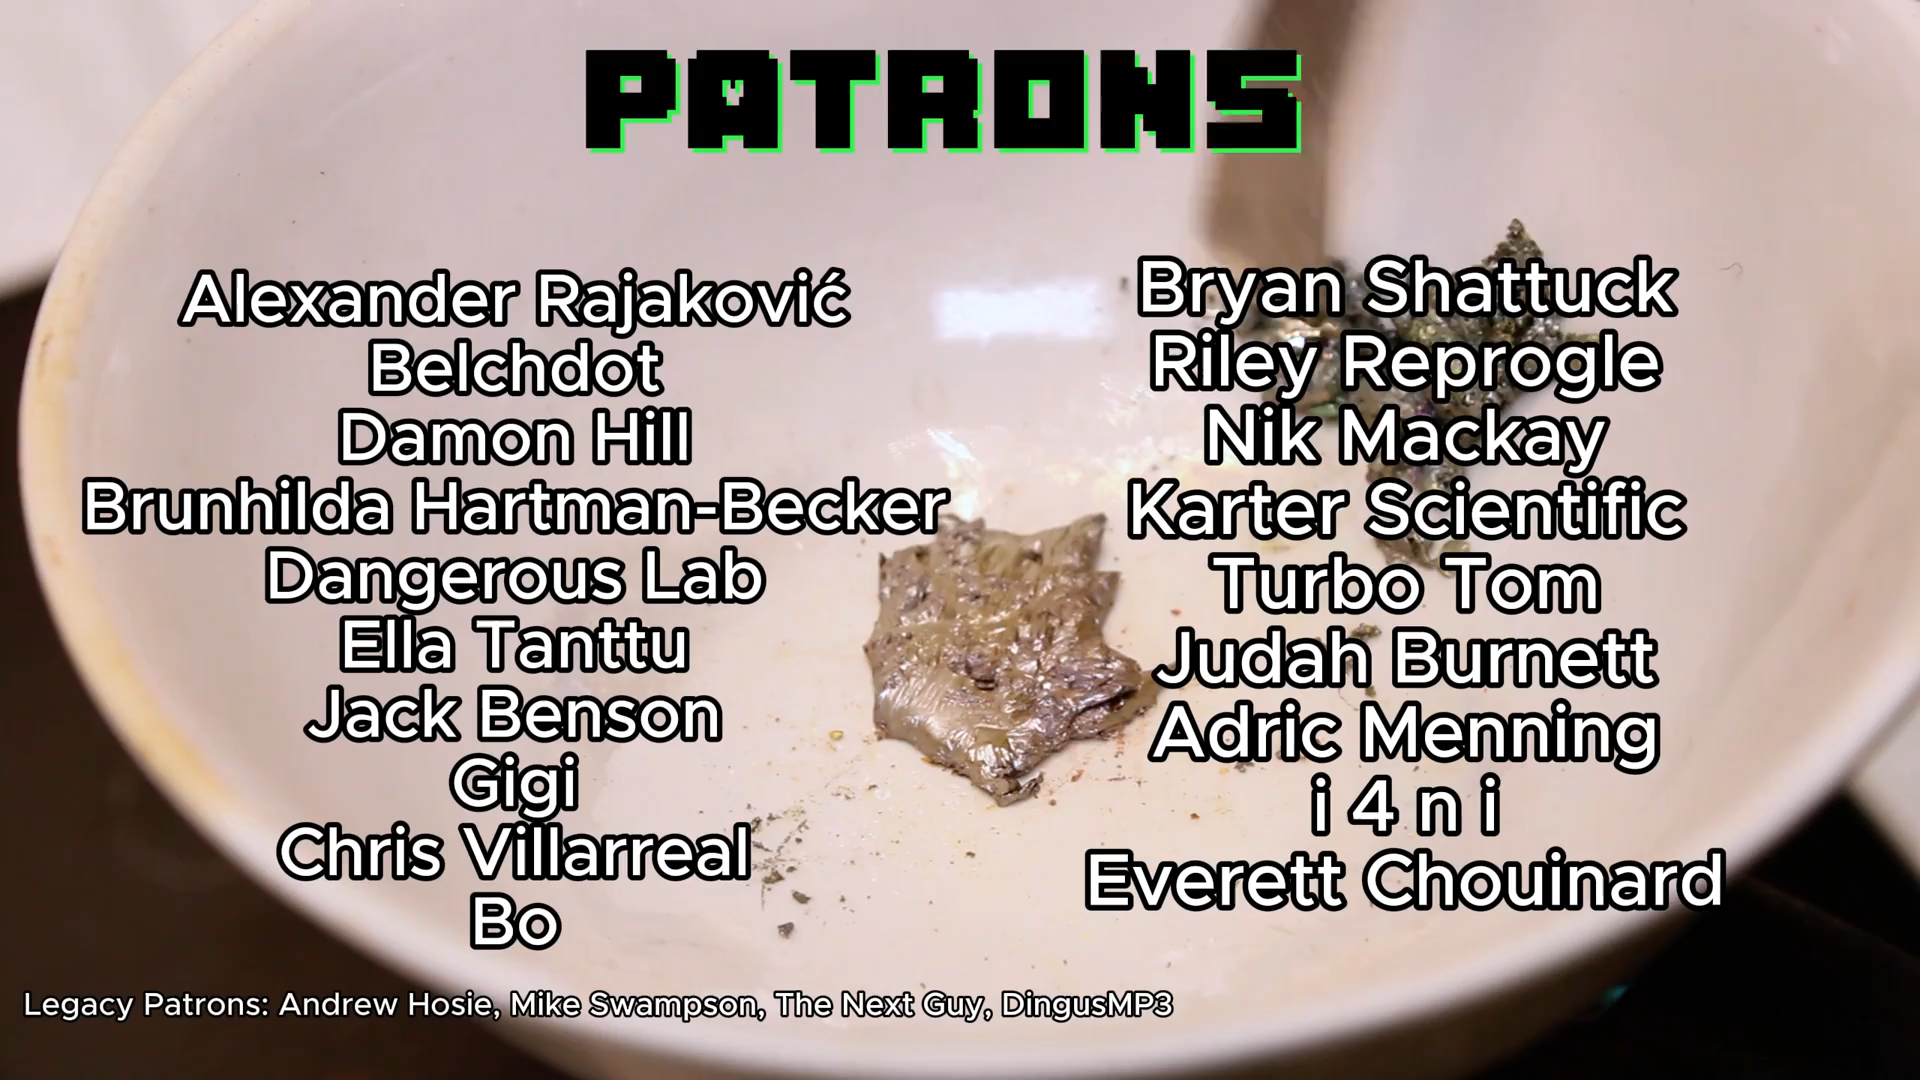 PATRONS
Alexander Rajaković
Belchdot
Damon Hill
Brunhilda Hartman-Becker
Dangerous Lab
Ella Tanttu
Jack Benson
Gigi
Chris Villarreal
Bo
Bryan Shattuck
Riley Reprogle
Nik Mackay
Karter Scientific
Turbo Tom
Judah Burnett
Adric Menning
i 4 n i
Everett Chouinard
Legacy Patrons: Andrew Hosie, Mike Swampson, The Next Guy, DingusMP3